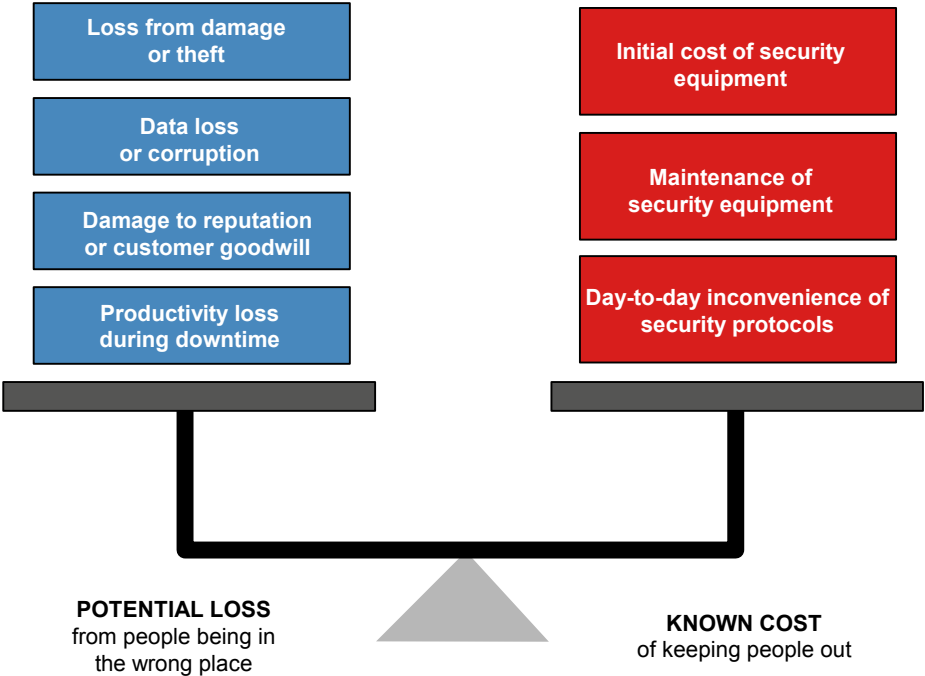 Loss from damage
or theft
Data loss
or corruption
Damage to reputation
or customer goodwill
Productivity loss
during downtime
Initial cost of security
equipment
Maintenance of
security equipment
Day-to-day inconvenience of
security protocols
POTENTIAL LOSS
from people being in
the wrong place
KNOWN COST
of keeping people out